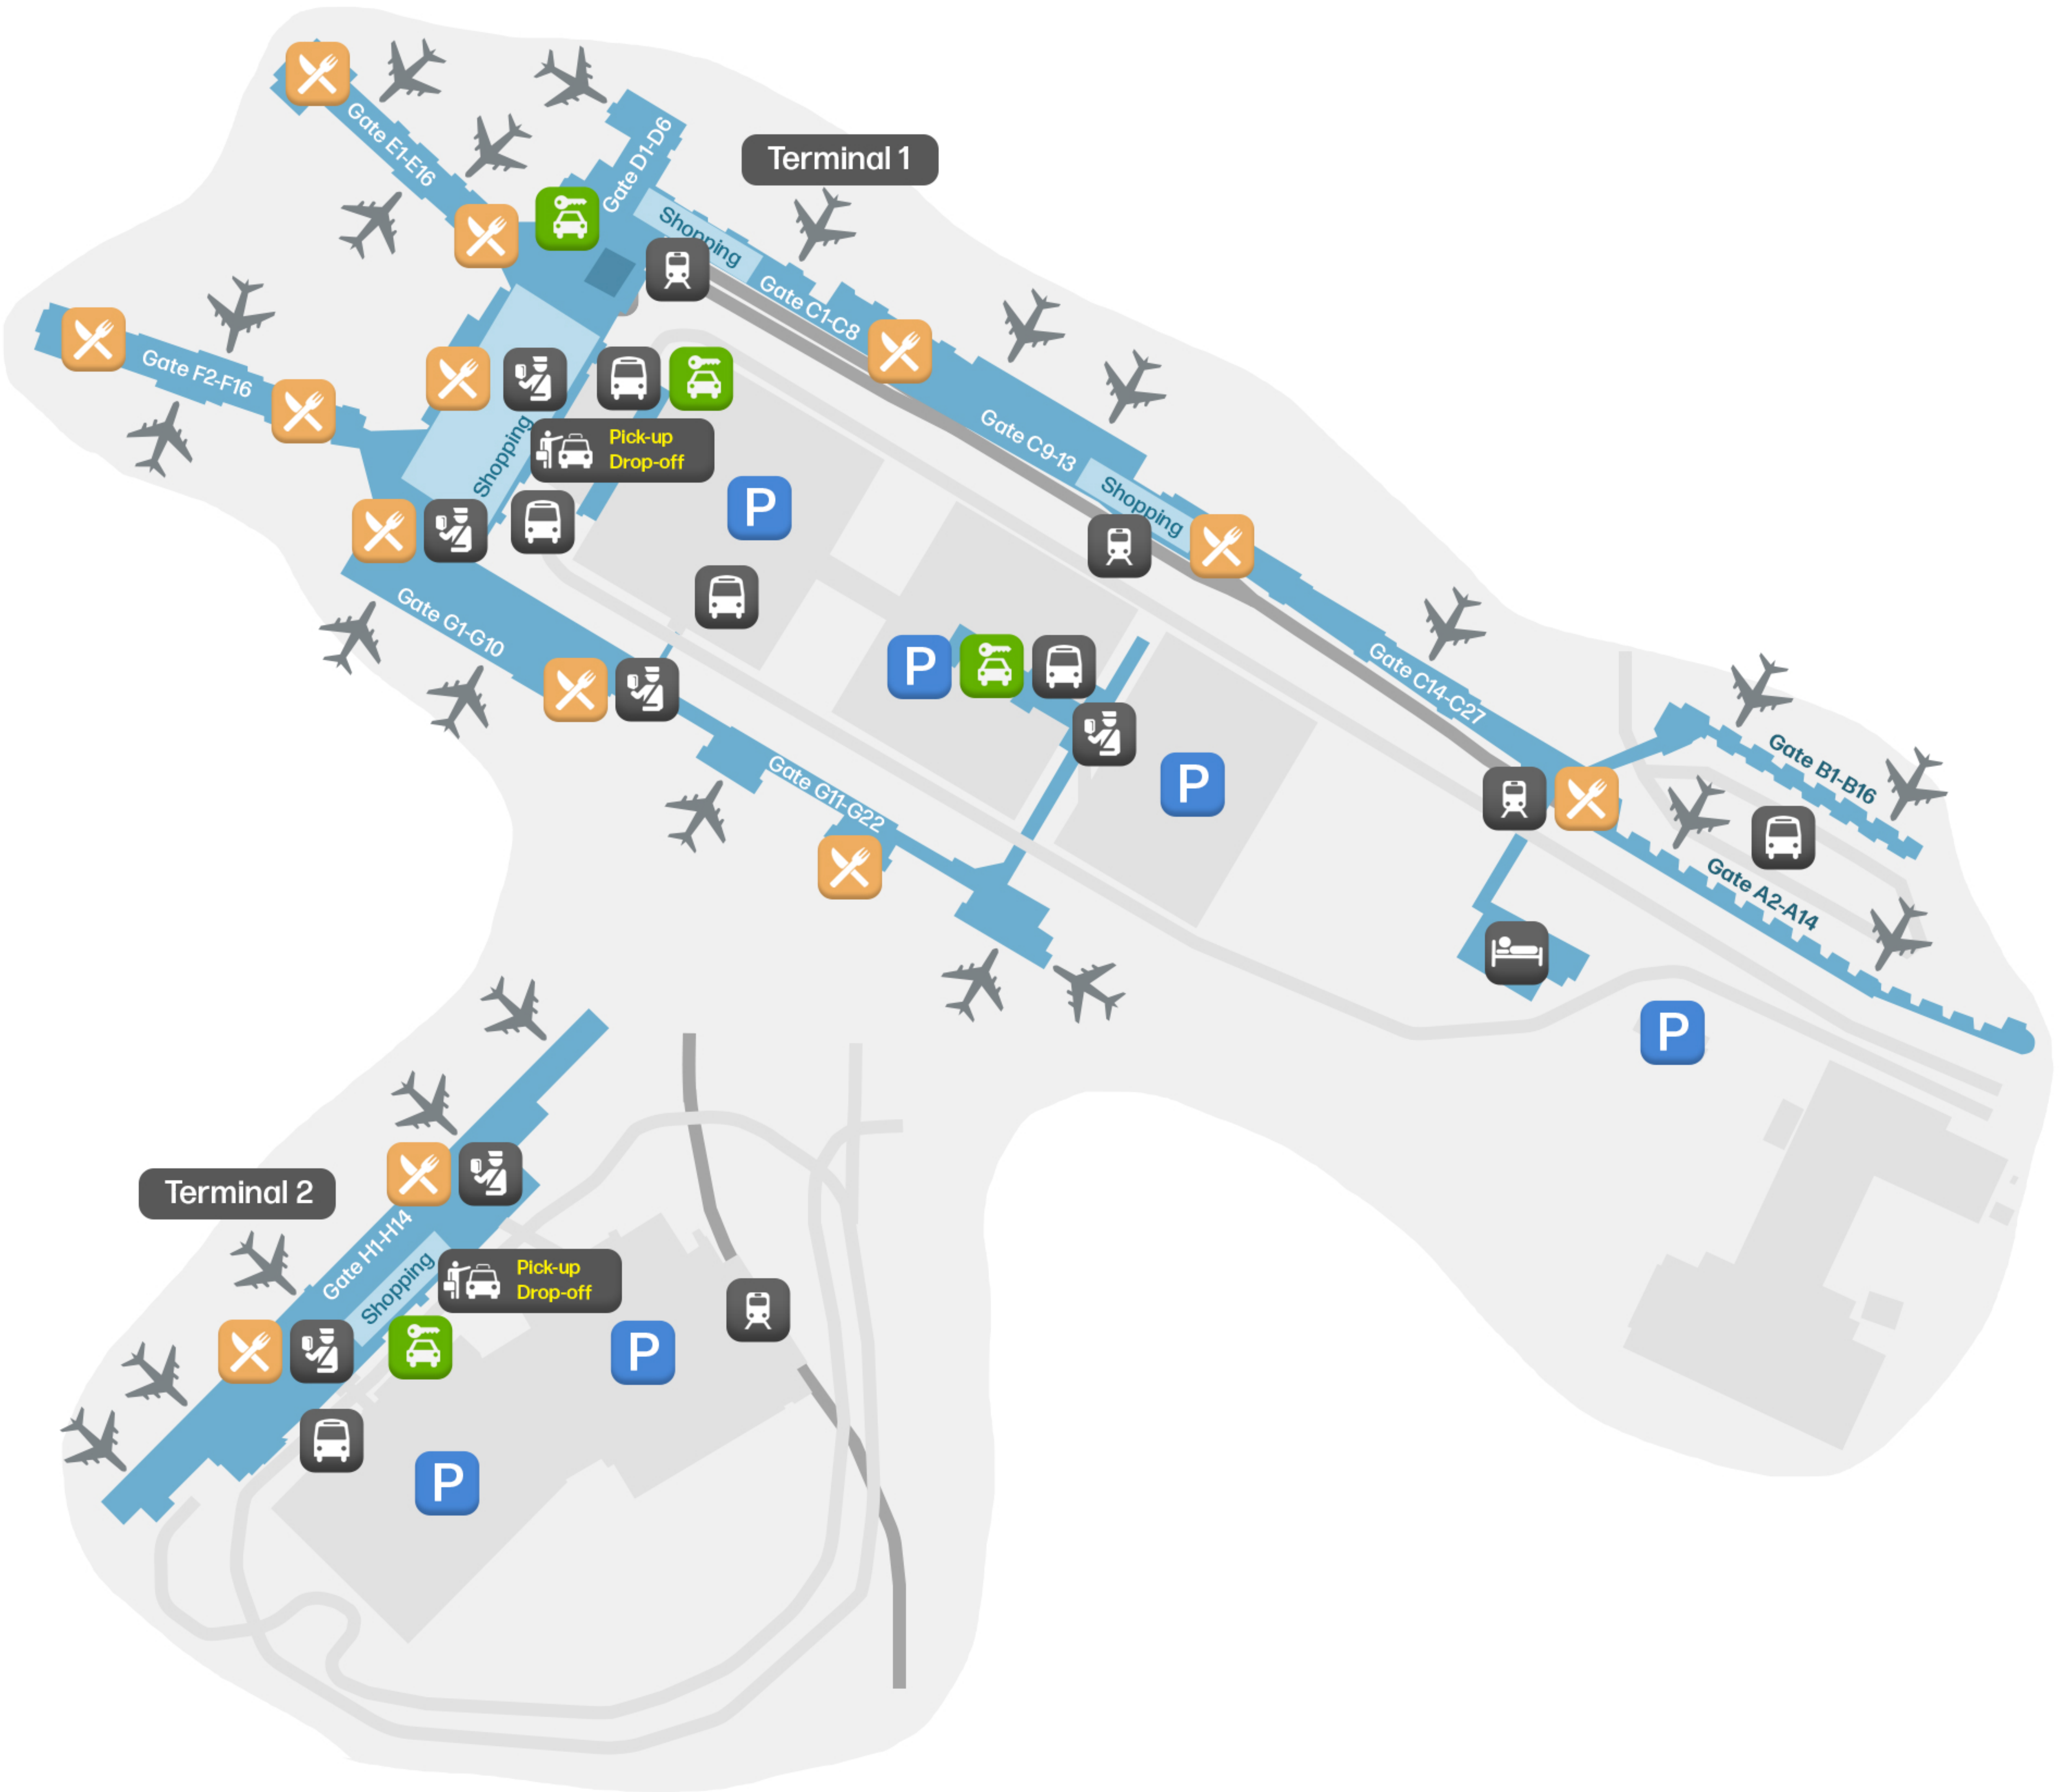 Terminal 1
Gate E1-E16
Gate D1-D6
Shopping
Gate C1-C8
Gate F2-F16
Shopping
Pick-up
Drop-off
Gate C9-13
Shopping
P
Gate G1-G10
P
Gate C14-C27
P
Gate G11-G22
Gate B1-B16
Gate A2-A14
P
Terminal 2
Gate H1-H14
Shopping
Pick-up
Drop-off
P
P